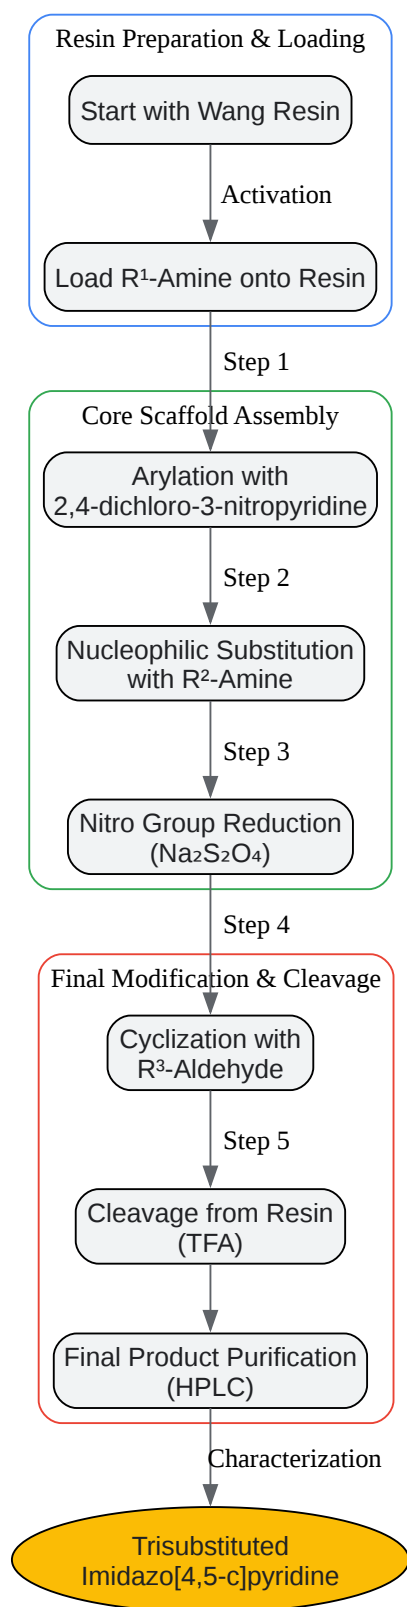 Resin Preparation & Loading
Start with Wang Resin
Activation
Load R¹-Amine onto Resin
Step 1
Core Scaffold Assembly
Arylation with
2,4-dichloro-3-nitropyridine
Step 2
Nucleophilic Substitution
with R²-Amine
Step 3
Nitro Group Reduction
(Na₂S₂O₄)
Step 4
Final Modification & Cleavage
Cyclization with
R³-Aldehyde
Step 5
Cleavage from Resin
(TFA)
Final Product Purification
(HPLC)
Characterization
Trisubstituted
Imidazo[4,5-c]pyridine